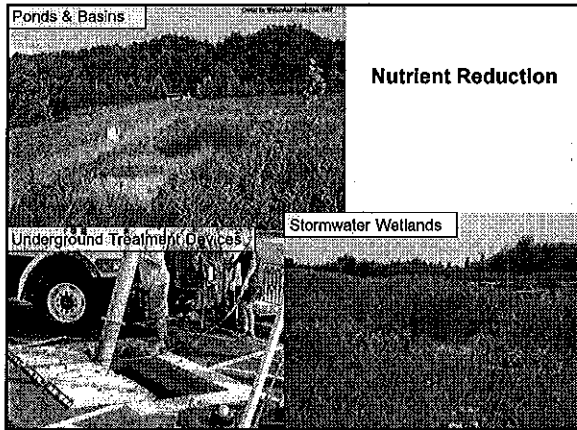 Ponds & Basins
Nutrient Reduction
Underground Treatment Devices
Stormwater Wetlands